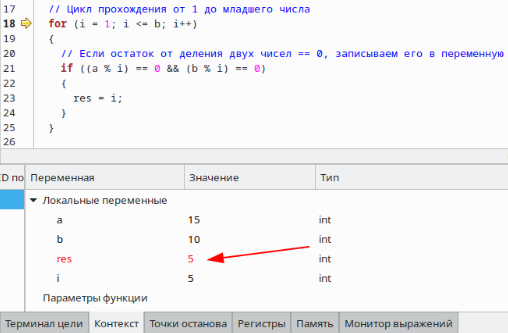 17 // Цикл прохождения от 1 до младшего числа
18 for (i = 1; i <= b; i++)
19 {
20 // Если остаток от деления двух чисел == 0, записываем его в переменную
21 if ((a % i) == 0 && (b % i) == 0)
22 {
23 res = i;
24 }
25 }
26
CD по Переменная Значение Тип
Локальные переменные
a 15 int
b 10 int
res 5 int
i 5 int
Параметры функции
Терминал цели Контекст Точки останова Регистры Память Монитор выражений